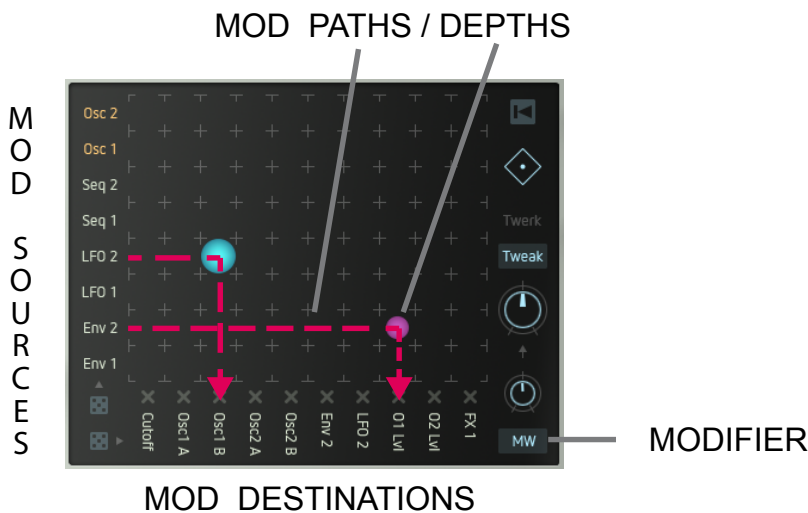 MOD PATHS / DEPTHS
MOD SOURCES
Osc 2
Osc 1
Seq 2
Seq 1
LFO 2
LFO 1
Env 2
Env 1
Twerk
Tweak
MW
MODIFIER
Cutoff
Osc1 A
Osc1 B
Osc2 A
Osc2 B
Env 2
LFO 2
O1 Lvl
O2 Lvl
FX 1
MOD DESTINATIONS